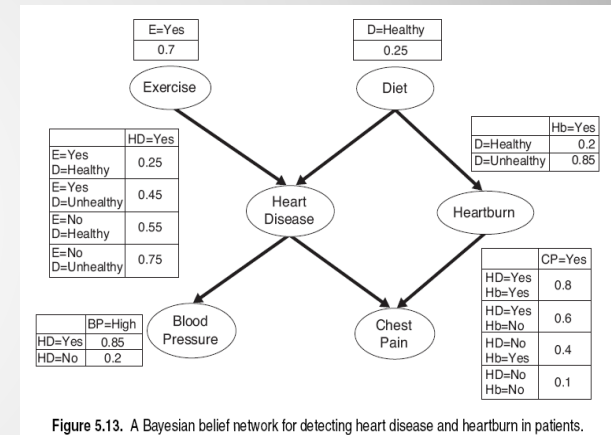 E=Yes
0.7
D=Healthy
0.25
Exercise
Diet
Hb=Yes
D=Healthy 0.2
D=Unhealthy 0.85
HD=Yes
E=Yes
D=Healthy 0.25
E=Yes
D=Unhealthy 0.45
E=No
D=Healthy 0.55
E=No
D=Unhealthy 0.75
Heart
Disease
Heartburn
CP=Yes
HD=Yes
Hb=Yes 0.8
HD=Yes
Hb=No 0.6
HD=No
Hb=Yes 0.4
HD=No
Hb=No 0.1
BP=High
HD=Yes 0.85
HD=No 0.2
Blood
Pressure
Chest
Pain
Figure 5.13. A Bayesian belief network for detecting heart disease and heartburn in patients.